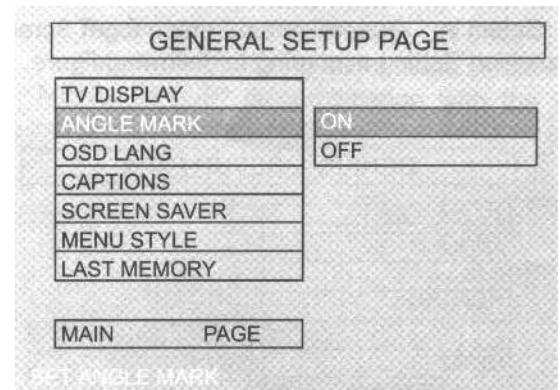 GENERAL SETUP PAGE
TV DISPLAY
ANGLE MARK
ON
OSD LANG
OFF
CAPTIONS
SCREEN SAVER
MENU STYLE
LAST MEMORY
MAIN PAGE
SET ANGLE MARK